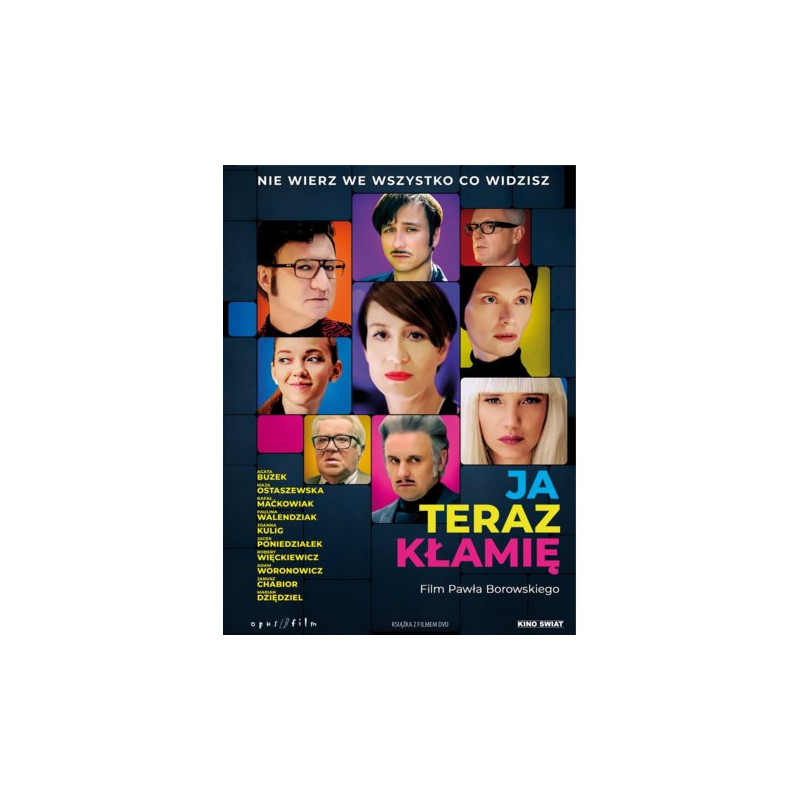 NIE WIERZ WE WSZYSTKO CO WIDZISZ
AGATA
BUZEK
MAJA
OSTASZEWSKA
RAFAŁ
MAĆKOWIAK
PAULINA
WALENDZIAK
JOANNA
KULIG
JACEK
PONIEDZIAŁEK
ROBERT
WIĘCKIEWICZ
ADAM
WORONOWICZ
JANUSZ
CHABIOR
MARIAN
DZIĘDZIEL
JA
TERAZ
KŁAMIĘ
Film Pawła Borowskiego
opus film
KSIĄŻKA Z FILMEM DVD
KINO ŚWIAT